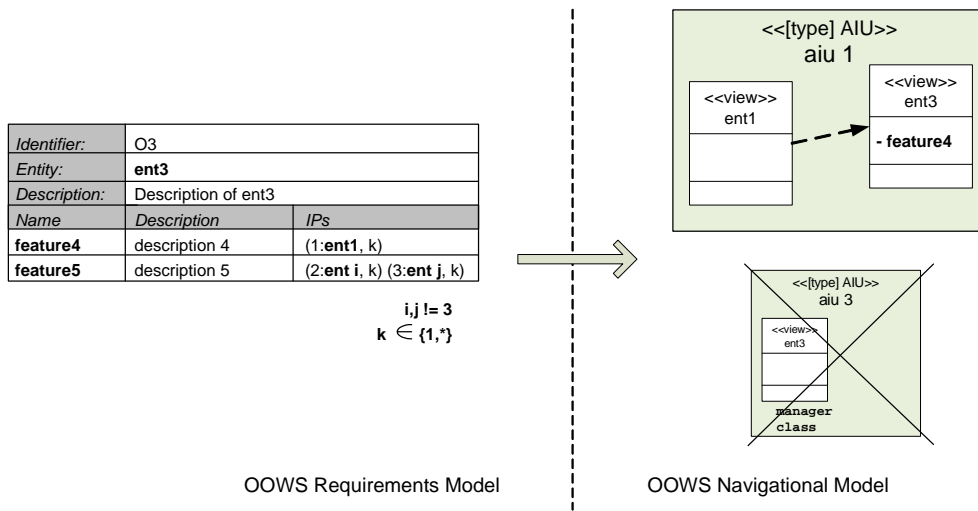 Identifier: O3
Entity: ent3
Description: Description of ent3
Name Description IPs
feature4 description 4 (1:ent1, k)
feature5 description 5 (2:ent i, k) (3:ent j, k)
i,j != 3
k ∈ {1,*}
OOWS Requirements Model
<<[type] AIU>>
aiu 1
<<view>>
ent1
<<view>>
ent3
- feature4
<<[type] AIU>>
aiu 3
<<view>>
ent3
manager
class
OOWS Navigational Model